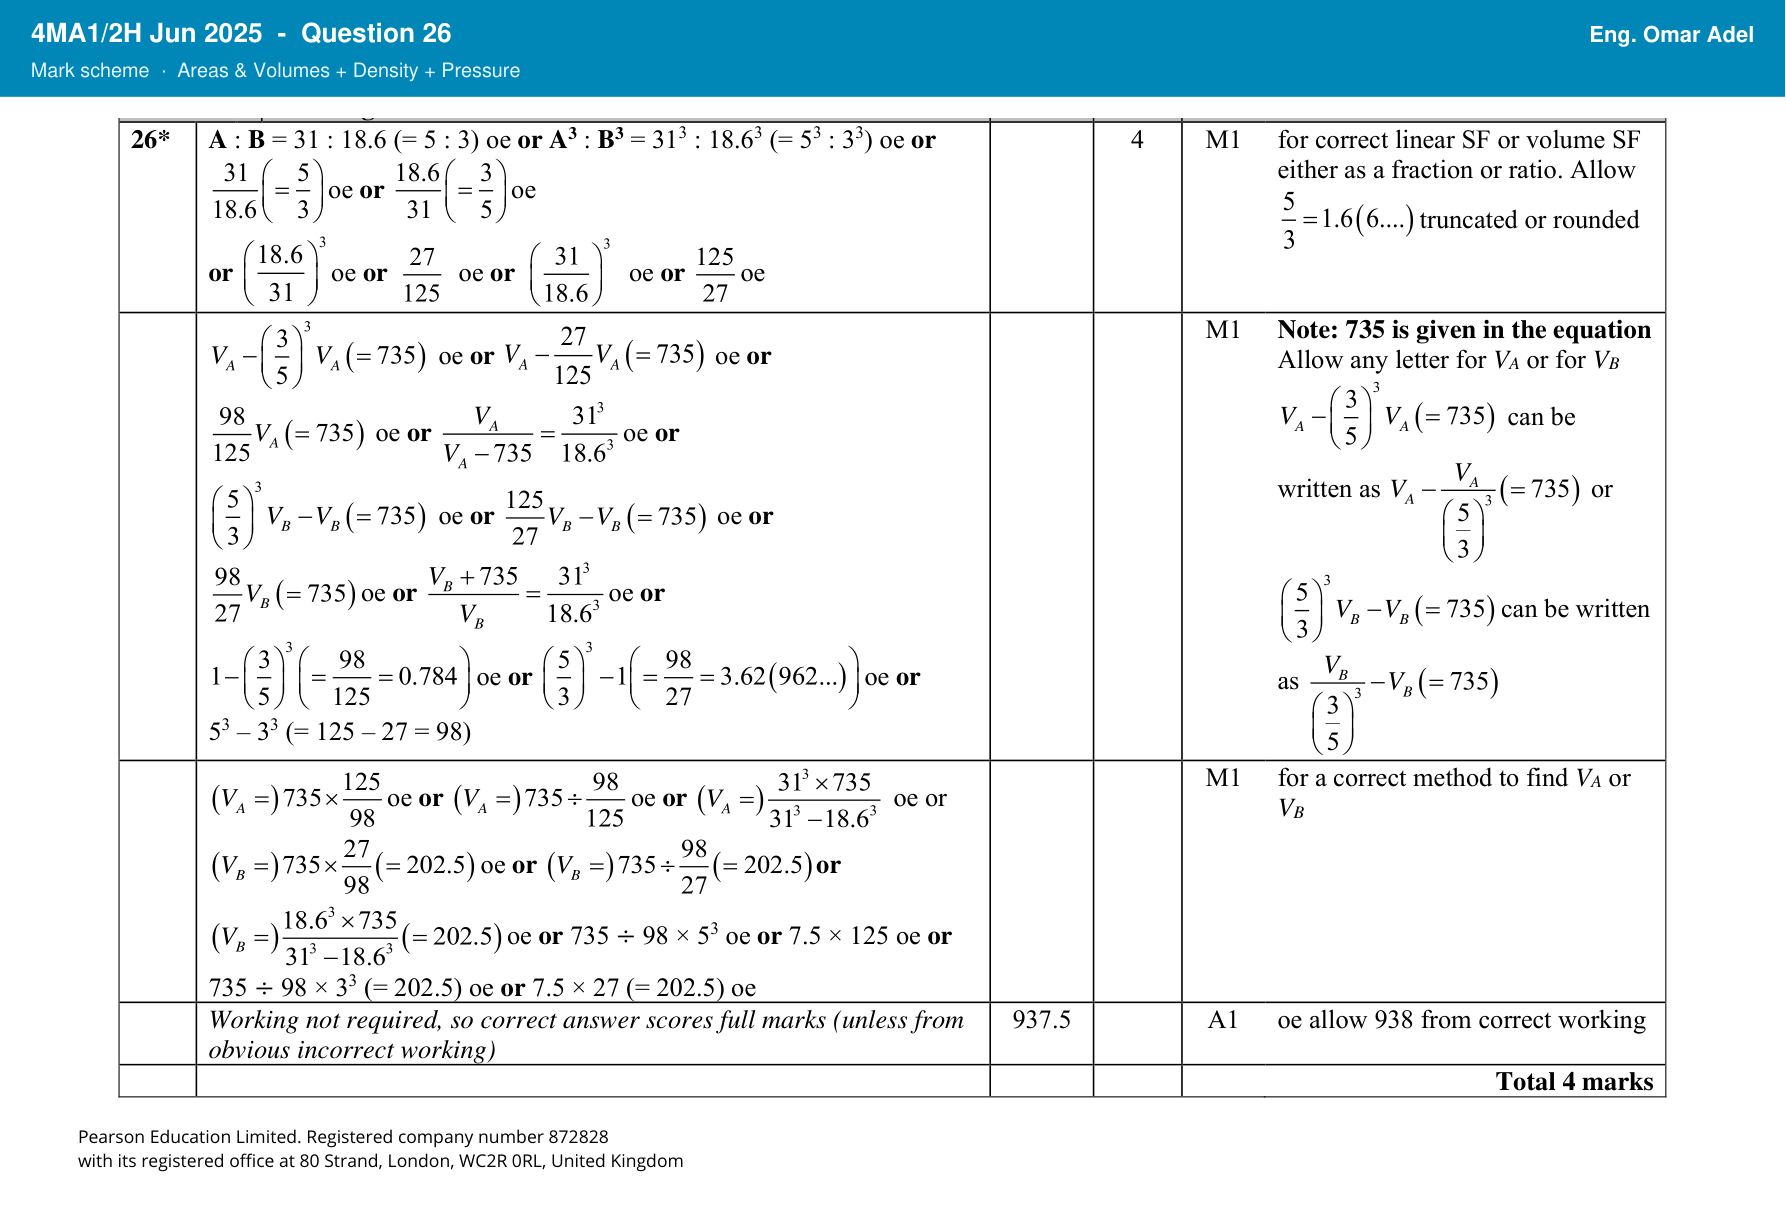 4MA1/2H Jun 2025 - Question 26
Eng. Omar Adel
Mark scheme · Areas & Volumes + Density + Pressure
26*
A : B = 31 : 18.6 (= 5 : 3) oe or A³ : B³ = 31³ : 18.6³ (= 5³ : 3³) oe or
31/18.6 (= 5/3) oe or 18.6/31 (= 3/5) oe
or (18.6/31)³ oe or 27/125 oe or (31/18.6)³ oe or 125/27 oe
4
M1
for correct linear SF or volume SF
either as a fraction or ratio. Allow
5/3 = 1.6(6....) truncated or rounded
V_A − (3/5)³ V_A (= 735) oe or V_A − 27/125 V_A (= 735) oe or
98/125 V_A (= 735) oe or V_A/(V_A − 735) = 31³/18.6³ oe or
(5/3)³ V_B − V_B (= 735) oe or 125/27 V_B − V_B (= 735) oe or
98/27 V_B (= 735) oe or (V_B + 735)/V_B = 31³/18.6³ oe or
1 − (3/5)³ (= 98/125 = 0.784) oe or (5/3)³ − 1 (= 98/27 = 3.62(962...)) oe or
5³ – 3³ (= 125 – 27 = 98)
M1
Note: 735 is given in the equation
Allow any letter for V_A or for V_B
V_A − (3/5)³ V_A (= 735) can be
written as V_A − V_A/(5/3)³ (= 735) or
(5/3)³ V_B − V_B (= 735) can be written
as V_B/(3/5)³ − V_B (= 735)
(V_A =) 735 × 125/98 oe or (V_A =) 735 ÷ 98/125 oe or (V_A =) (31³ × 735)/(31³ − 18.6³) oe or
(V_B =) 735 × 27/98 (= 202.5) oe or (V_B =) 735 ÷ 98/27 (= 202.5) or
(V_B =) (18.6³ × 735)/(31³ − 18.6³) (= 202.5) oe or 735 ÷ 98 × 5³ oe or 7.5 × 125 oe or
735 ÷ 98 × 3³ (= 202.5) oe or 7.5 × 27 (= 202.5) oe
M1
for a correct method to find V_A or
V_B
Working not required, so correct answer scores full marks (unless from
obvious incorrect working)
937.5
A1
oe allow 938 from correct working
Total 4 marks
Pearson Education Limited. Registered company number 872828
with its registered office at 80 Strand, London, WC2R 0RL, United Kingdom